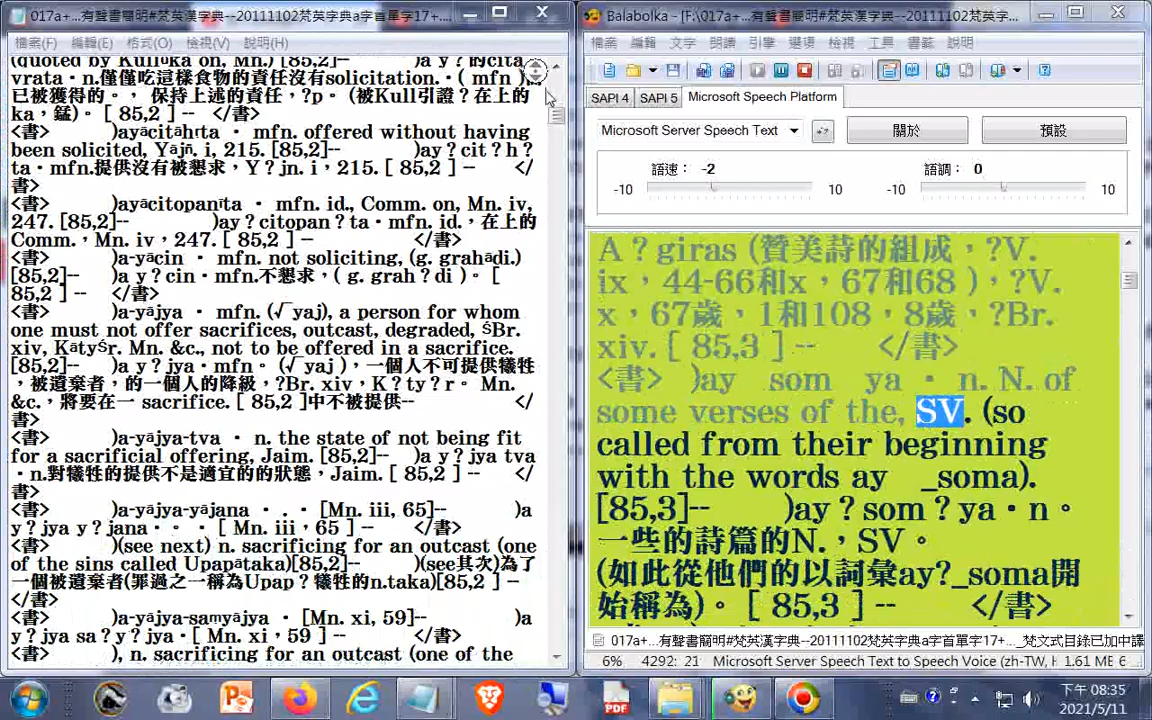 017a+...有聲書簡明#梵英漢字典--20111102梵英字典a字首單字17+...
檔案(F) 編輯(E) 格式(O) 檢視(V) 說明(H)
(quoted by Kullūka on, Mn.) [85,2]-- )a y?的cita
vrata‧n.僅僅吃這樣食物的責任沒有solicitation.‧( mfn )
已被獲得的。， 保持上述的責任，?p。 (被Kull引證？在上的
ka，錳)。 [ 85,2 ] -- </書>
<書> )ayācitāhṛta ‧ mfn. offered without having
been solicited, Yājñ. i, 215. [85,2]-- )ay?cit?h?
ta‧mfn.提供沒有被懇求，Y?jn. i，215. [ 85,2 ] -- </
書>
<書> )ayācitopanīta ‧ mfn. id., Comm. on, Mn. iv,
247. [85,2]-- )ay?citopan?ta‧mfn. id.，在上的
Comm.，Mn. iv，247. [ 85,2 ] -- </書>
<書> )a-yācin ‧ mfn. not soliciting, (g. grahādi.)
[85,2]-- )a y?cin‧mfn.不懇求，( g. grah?di )。 [
85,2 ] -- </書>
<書> )a-yājya ‧ mfn. (√ yaj), a person for whom
one must not offer sacrifices, outcast, degraded, ŚBr.
xiv, KātyŚr. Mn. &c., not to be offered in a sacrifice.
[85,2]-- )a y?jya‧mfn。 (√yaj )，一個人不可提供犠牲
，被遺棄者，的一個人的降級，?Br. xiv，K?ty?r。 Mn.
&c.，將要在一 sacrifice. [ 85,2 ]中不被提供-- </
書>
<書> )a-yājya-tva ‧ n. the state of not being fit
for a sacrificial offering, Jaim. [85,2]-- )a y?jya tva
‧n.對犠牲的提供不是適宜的的狀態，Jaim. [ 85,2 ] -- </
書>
<書> )a-yājya-yājana ‧ . ‧ [Mn. iii, 65]-- )a
y?jya y?jana‧。‧[ Mn. iii，65 ] -- </書>
<書> )(see next) n. sacrificing for an outcast (one
of the sins called Upapātaka)[85,2]-- )(see其次)為了
一個被遺棄者(罪過之一稱為Upap？犠牲的n.taka)[85,2 ] --
</書>
<書> )a-yājya-saṃyājya ‧ [Mn. xi, 59]-- )a
y?jya sa?y?jya‧[ Mn. xi，59 ] -- </書>
<書> ), n. sacrificing for an outcast (one of the
Balabolka - [F:\017a+...有聲書簡明#梵英漢字典--20111102梵英字...
檔案 編輯 文字 朗讀 引擎 選項 檢視 工具 書籤 說明
SAPI 4 SAPI 5 Microsoft Speech Platform
Microsoft Server Speech Text 關於 預設
語速： -2 語調： 0
-10 10 -10 10
A？giras (贊美詩的組成，?V.
ix，44-66和x，67和68 )，?V.
x，67歲，1和108，8歲，?Br.
xiv. [ 85,3 ] -- </書>
<書> )ay som ya ‧ n. N. of
some verses of the, SV. (so
called from their beginning
with the words ay _soma).
[85,3]-- )ay？som？ya‧n。
一些的詩篇的N.，SV。
(如此從他們的以詞彙ay?_soma開
始稱為)。 [ 85,3 ] -- </書>
017a+...有聲書簡明#梵英漢字典--20111102梵英字典a字首單字17+..._梵文式目錄已加中譯
6% 4292: 21 Microsoft Server Speech Text to Speech Voice (zh-TW, H 1.61 MB 6
下午 08:35
2021/5/11